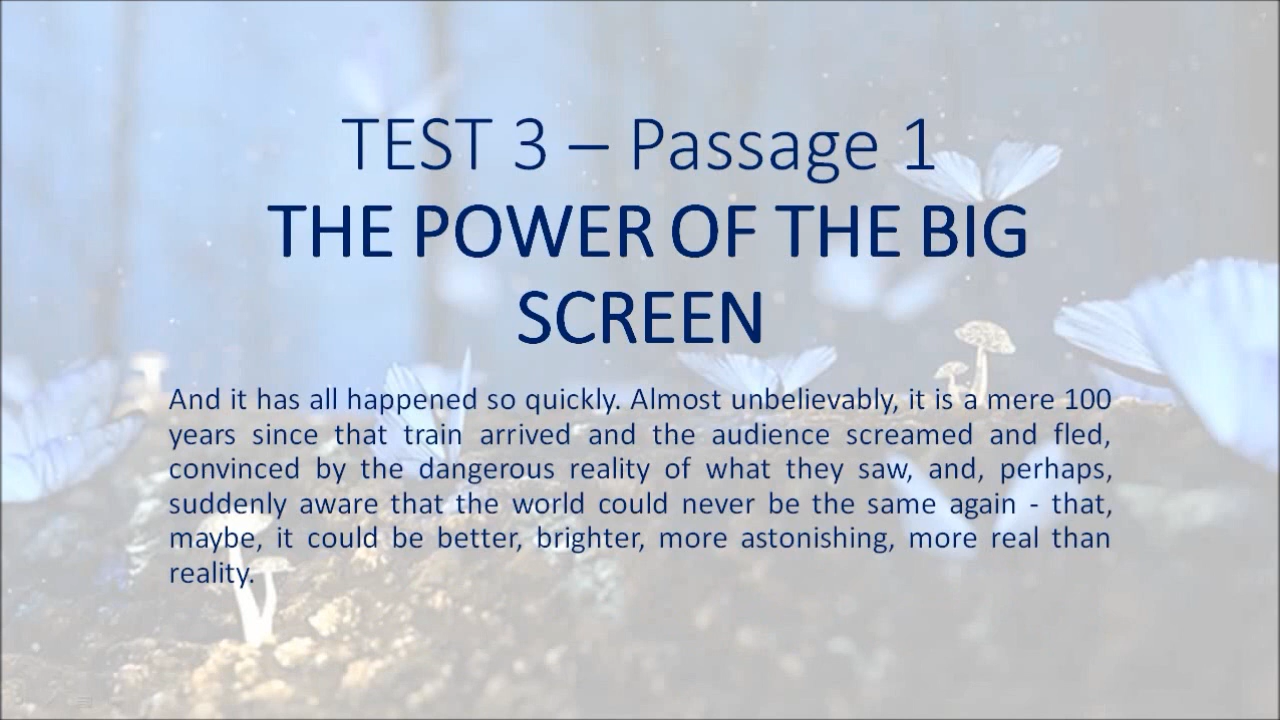 TEST 3 – Passage 1
THE POWER OF THE BIG
SCREEN
And it has all happened so quickly. Almost unbelievably, it is a mere 100
years since that train arrived and the audience screamed and fled,
convinced by the dangerous reality of what they saw, and, perhaps,
suddenly aware that the world could never be the same again - that,
maybe, it could be better, brighter, more astonishing, more real than
reality.